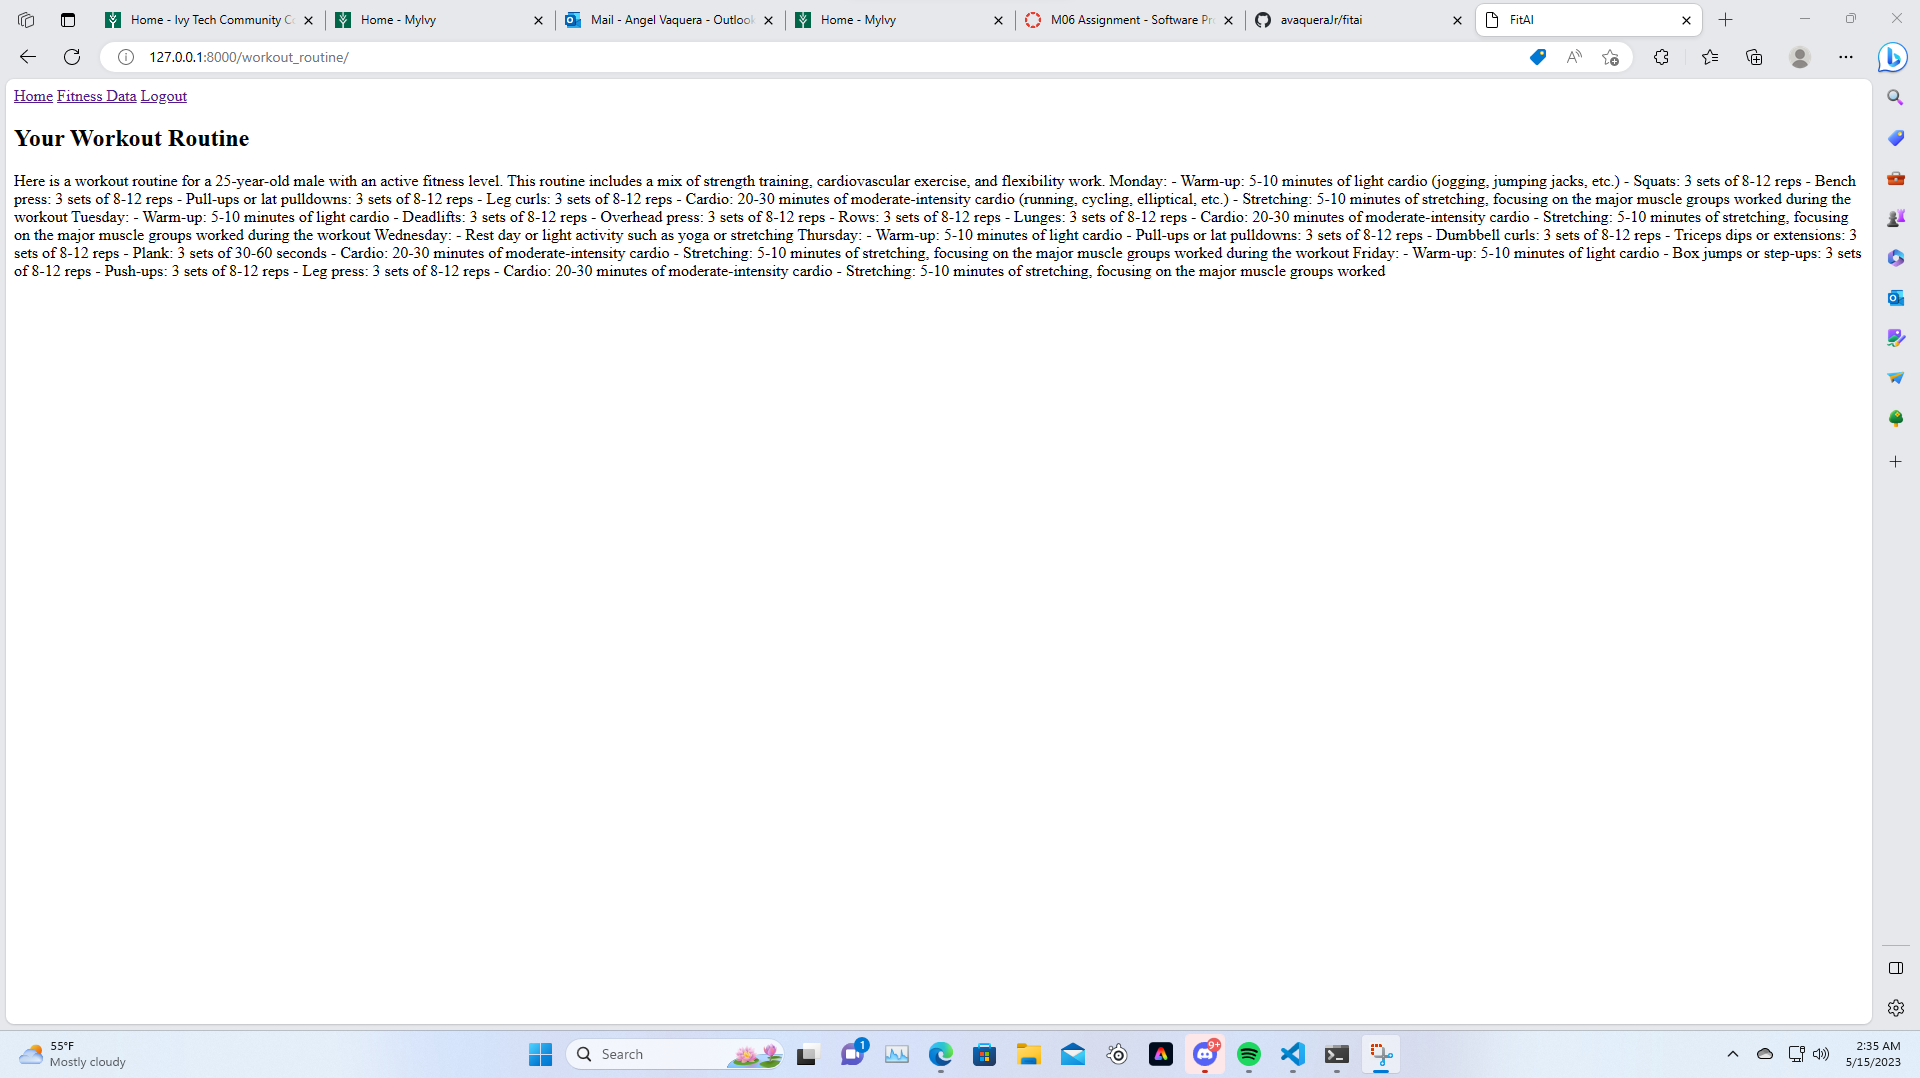 Home - Ivy Tech Community Co
Home - MyIvy
Mail - Angel Vaquera - Outlook
Home - MyIvy
M06 Assignment - Software Pro
avaqueraJr/fitai
FitAI
127.0.0.1:8000/workout_routine/
Home Fitness Data Logout
Your Workout Routine
Here is a workout routine for a 25-year-old male with an active fitness level. This routine includes a mix of strength training, cardiovascular exercise, and flexibility work. Monday: - Warm-up: 5-10 minutes of light cardio (jogging, jumping jacks, etc.) - Squats: 3 sets of 8-12 reps - Bench
press: 3 sets of 8-12 reps - Pull-ups or lat pulldowns: 3 sets of 8-12 reps - Leg curls: 3 sets of 8-12 reps - Cardio: 20-30 minutes of moderate-intensity cardio (running, cycling, elliptical, etc.) - Stretching: 5-10 minutes of stretching, focusing on the major muscle groups worked during the
workout Tuesday: - Warm-up: 5-10 minutes of light cardio - Deadlifts: 3 sets of 8-12 reps - Overhead press: 3 sets of 8-12 reps - Rows: 3 sets of 8-12 reps - Lunges: 3 sets of 8-12 reps - Cardio: 20-30 minutes of moderate-intensity cardio - Stretching: 5-10 minutes of stretching, focusing
on the major muscle groups worked during the workout Wednesday: - Rest day or light activity such as yoga or stretching Thursday: - Warm-up: 5-10 minutes of light cardio - Pull-ups or lat pulldowns: 3 sets of 8-12 reps - Dumbbell curls: 3 sets of 8-12 reps - Triceps dips or extensions: 3
sets of 8-12 reps - Plank: 3 sets of 30-60 seconds - Cardio: 20-30 minutes of moderate-intensity cardio - Stretching: 5-10 minutes of stretching, focusing on the major muscle groups worked during the workout Friday: - Warm-up: 5-10 minutes of light cardio - Box jumps or step-ups: 3 sets
of 8-12 reps - Push-ups: 3 sets of 8-12 reps - Leg press: 3 sets of 8-12 reps - Cardio: 20-30 minutes of moderate-intensity cardio - Stretching: 5-10 minutes of stretching, focusing on the major muscle groups worked
55°F
Mostly cloudy
Search
1
9+
2:35 AM
5/15/2023